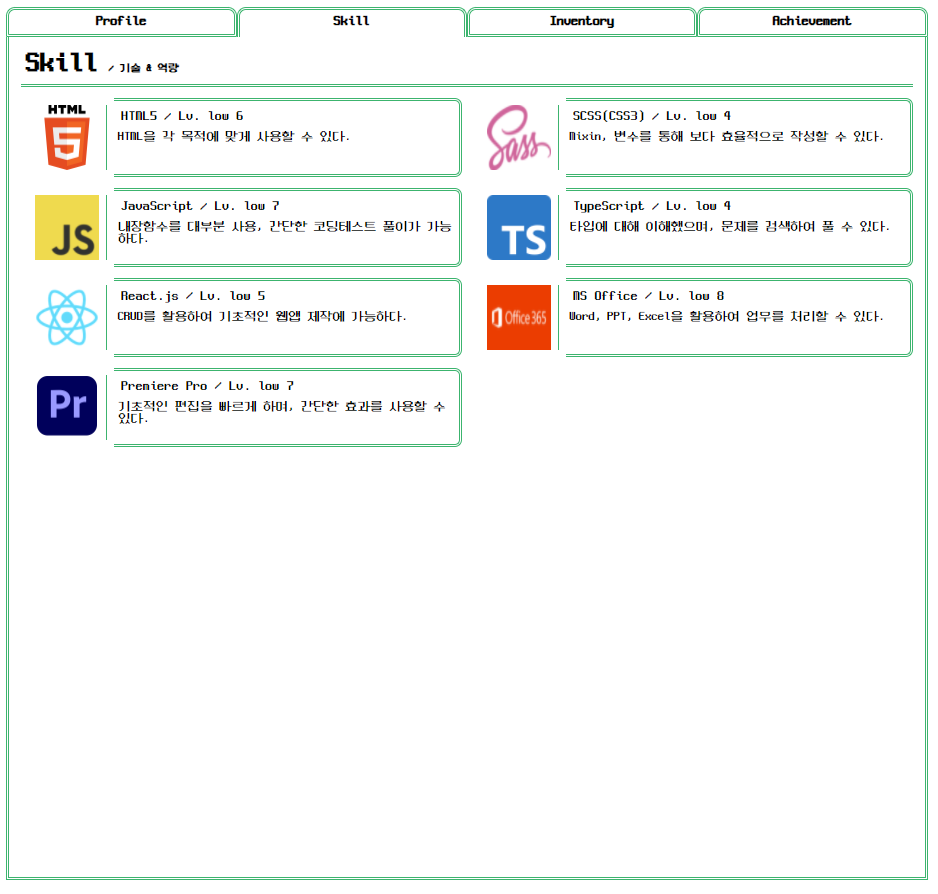 Profile
Skill
Inventory
Achievement
Skill / 기술 & 역량
HTML
5
HTML5 / Lv. low 6
HTML을 각 목적에 맞게 사용할 수 있다.
Sass
SCSS(CSS3) / Lv. low 4
Mixin, 변수를 통해 보다 효율적으로 작성할 수 있다.
JS
JavaScript / Lv. low 7
내장함수를 대부분 사용, 간단한 코딩테스트 풀이가 가능
하다.
TS
TypeScript / Lv. low 4
타입에 대해 이해했으며, 문제를 검색하여 풀 수 있다.
React.js / Lv. low 5
CRUD를 활용하여 기초적인 웹앱 제작에 가능하다.
Office 365
MS Office / Lv. low 8
Word, PPT, Excel을 활용하여 업무를 처리할 수 있다.
Pr
Premiere Pro / Lv. low 7
기초적인 편집을 빠르게 하며, 간단한 효과를 사용할 수
있다.